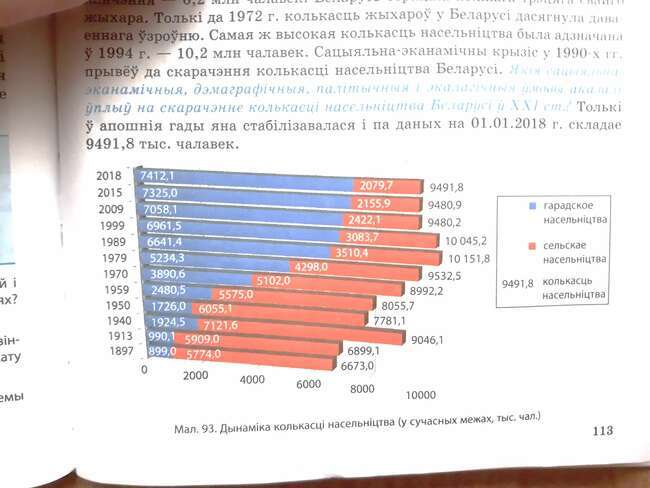 жыхара. Толькі да 1972 г. колькасць жыхароў у Беларусі дасягнула дава
еннага ўзроўню. Самая ж высокая колькасць насельніцтва была адзначана
ў 1994 г. — 10,2 млн чалавек. Сацыяльна-эканамічны крызіс у 1990-х гг.
прывёў да скарачэння колькасці насельніцтва Беларусі. Якія сацыяльна-
эканамічныя, дэмаграфічныя, палітычныя і экалагічныя ўмовы аказалі
ўплыў на скарачэнне колькасці насельніцтва Беларусі ў XXI ст.? Толькі
ў апошнія гады яна стабілізавалася і па даных на 01.01.2018 г. складае
9491,8 тыс. чалавек.
2018 7412,1 2079,7 9491,8
2015 7325,0 2155,9 9480,9
2009 7058,1 2422,1 9480,2
1999 6961,5 3083,7 10 045,2
1989 6641,4 3510,4 10 151,8
1979 5234,3 4298,0 9532,5
1970 3890,6 5102,0 8992,2
1959 2480,5 5575,0 8055,7
1950 1726,0 6055,1 7781,1
1940 1924,5 7121,6 9046,1
1913 990,1 5909,0 6899,1
1897 899,0 5774,0 6673,0
0 2000 4000 6000 8000 10000
гарадское
насельніцтва
сельскае
насельніцтва
9491,8 колькасць
насельніцтва
Мал. 93. Дынаміка колькасці насельніцтва (у сучасных межах, тыс. чал.)
113
й і
ях?
він-
ату
емы